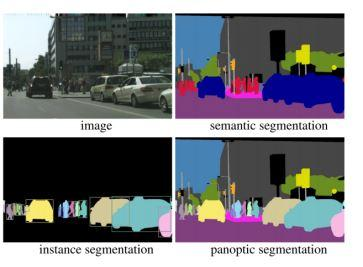 image
semantic segmentation
instance segmentation
panoptic segmentation